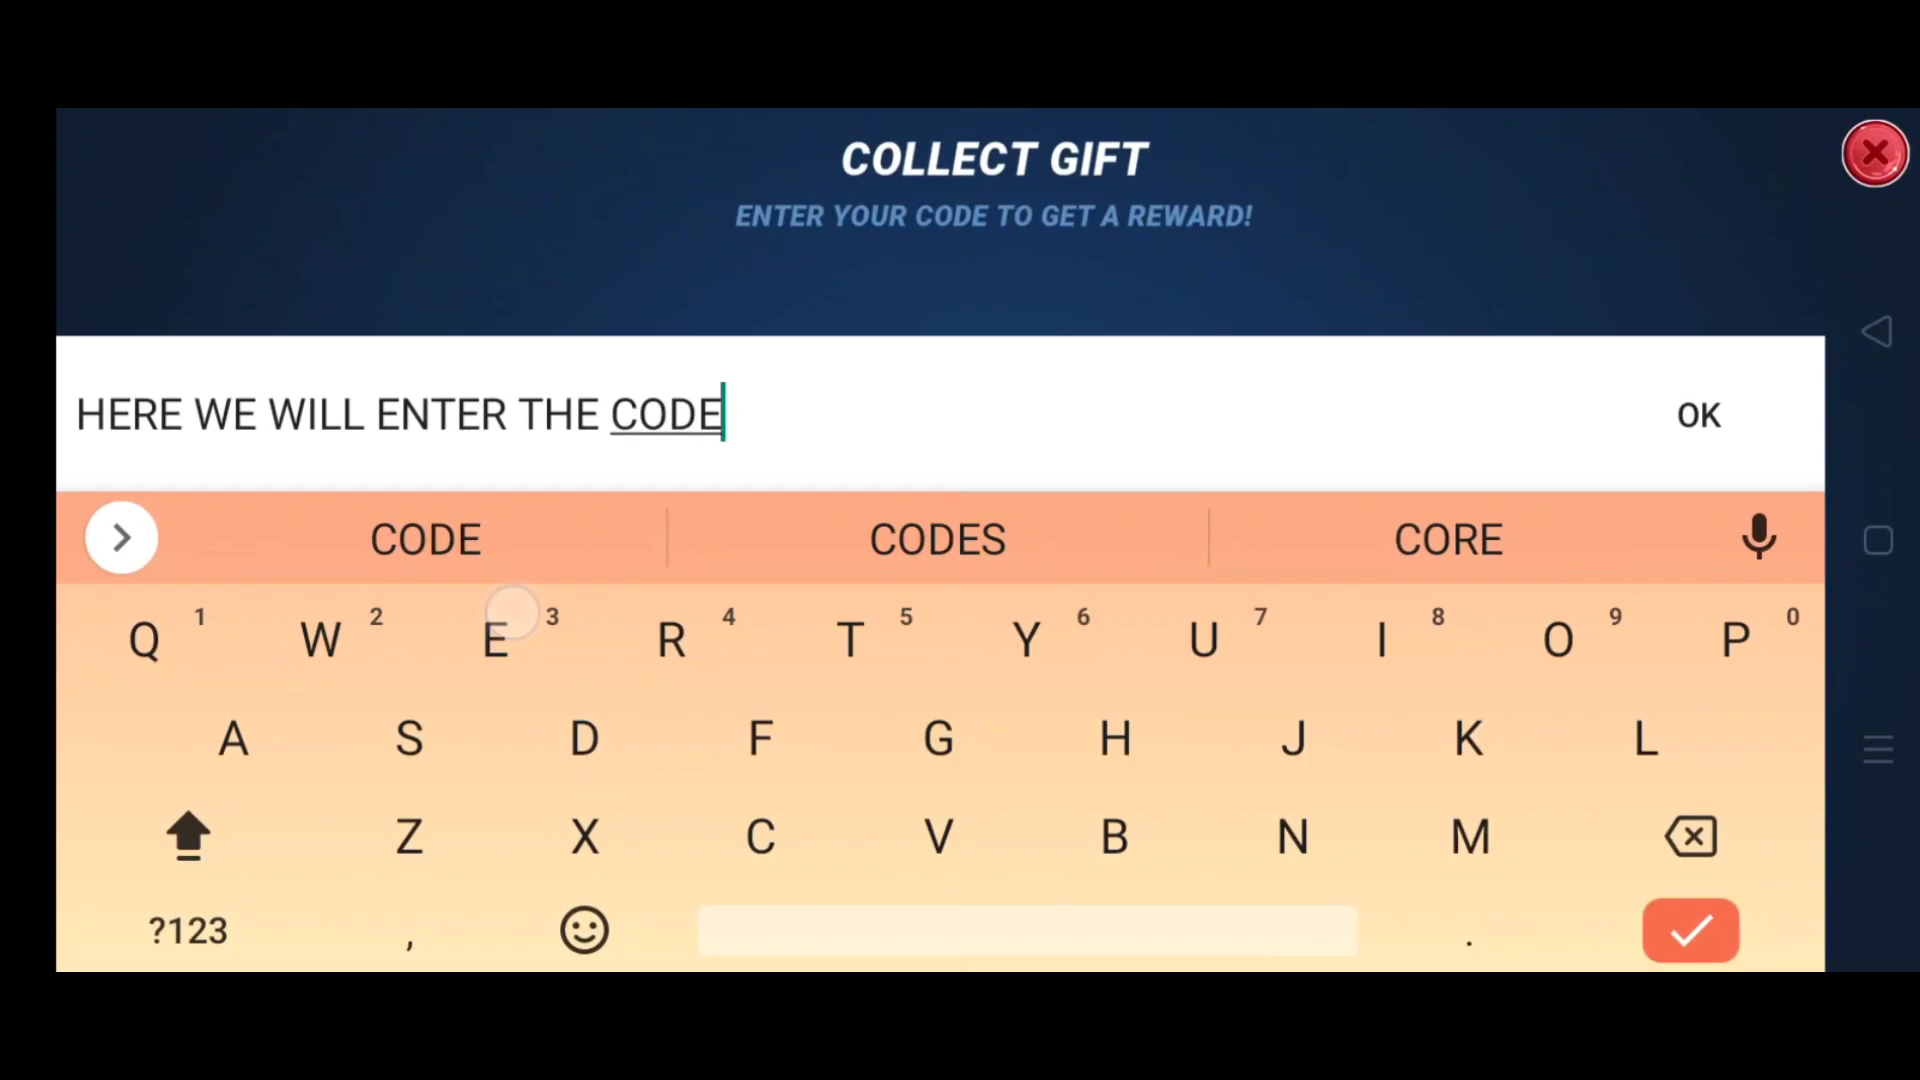 COLLECT GIFT
ENTER YOUR CODE TO GET A REWARD!
HERE WE WILL ENTER THE CODE
OK
CODE CODES CORE
Q 1 W 2 E 3 R 4 T 5 Y 6 U 7 I 8 O 9 P 0
A S D F G H J K L
Z X C V B N M
?123 , .